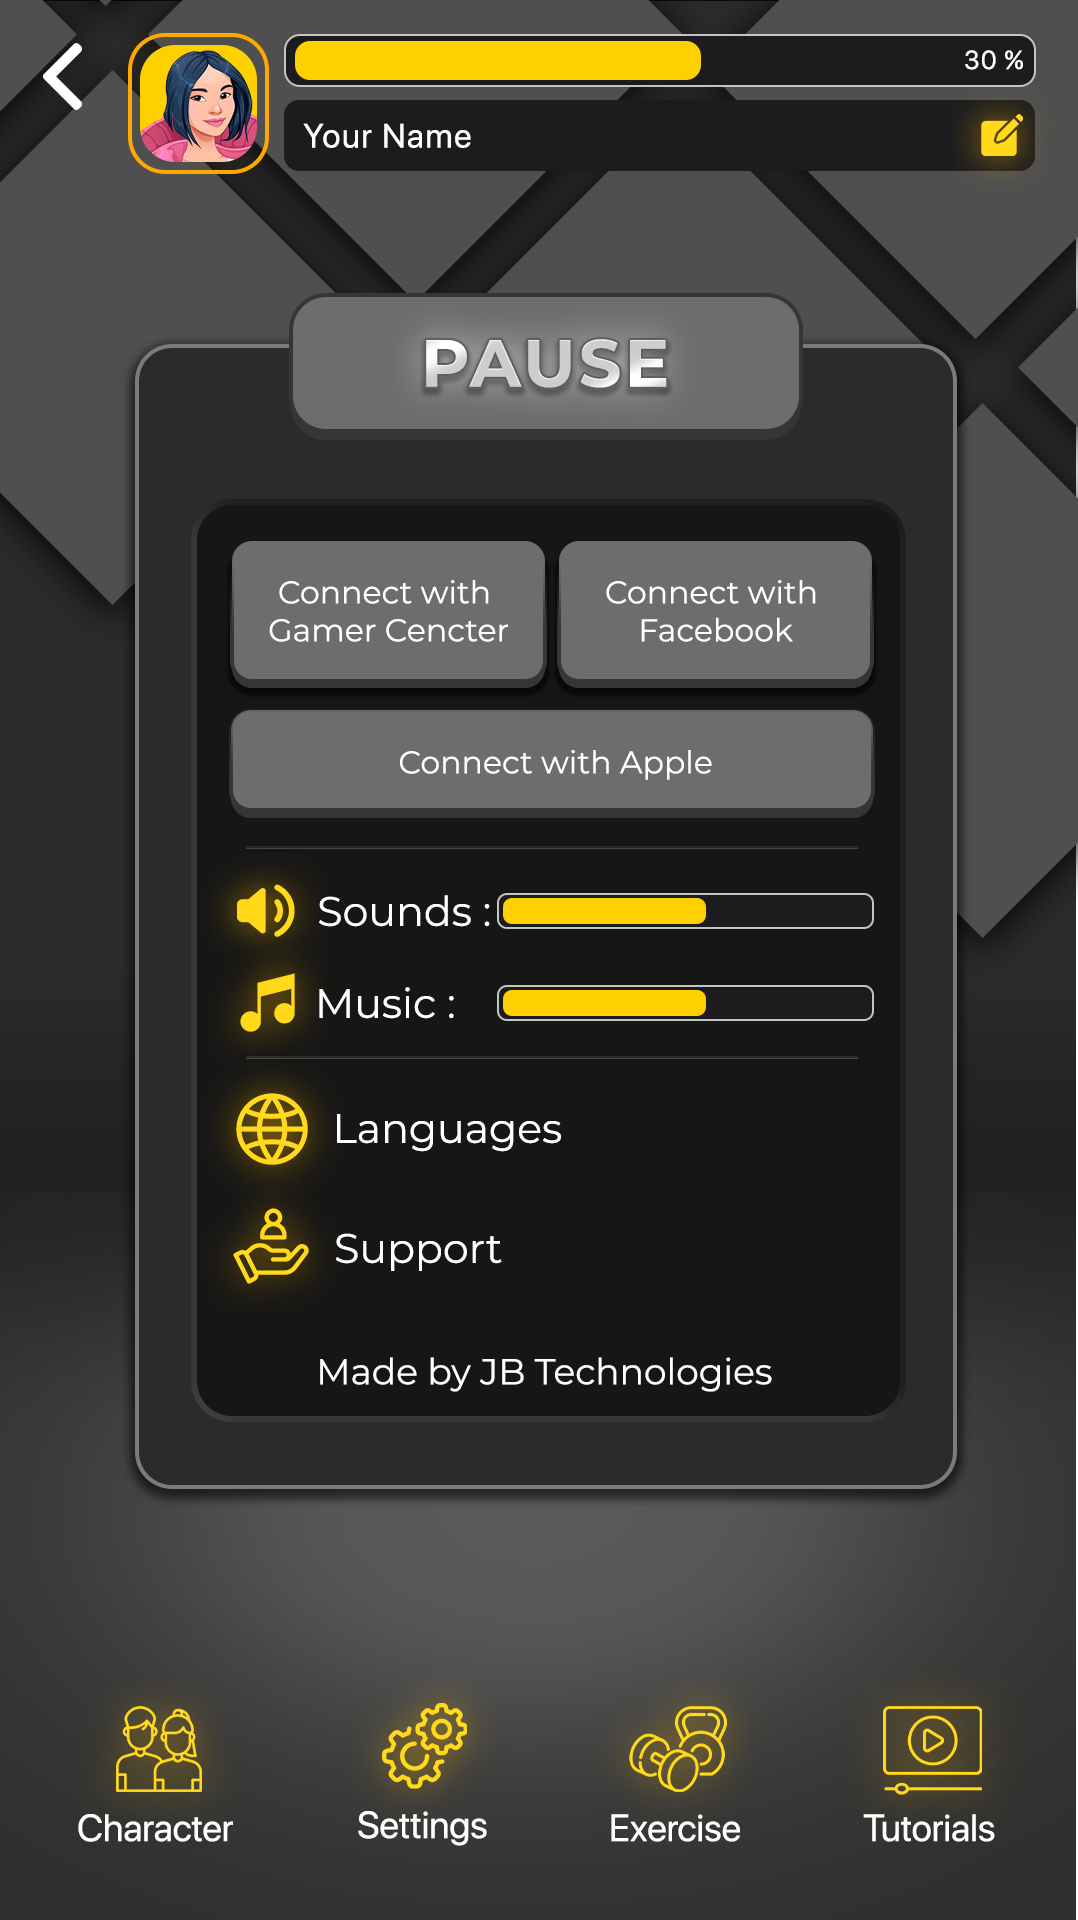 30 %
Your Name
PAUSE
Connect with
Gamer Cencter
Connect with
Facebook
Connect with Apple
Sounds :
Music :
Languages
Support
Made by JB Technologies
Character
Settings
Exercise
Tutorials